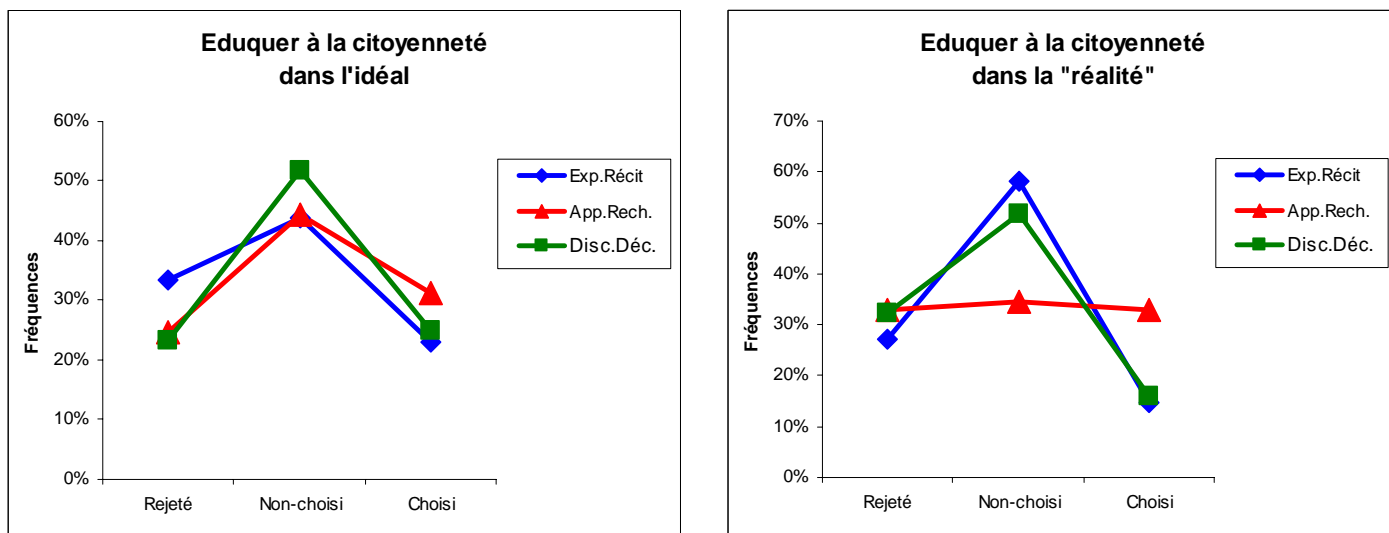 Eduquer à la citoyenneté
dans l'idéal
Fréquences
60%
50%
40%
30%
20%
10%
0%
Rejeté Non-choisi Choisi
Exp.Récit
App.Rech.
Disc.Déc.
Eduquer à la citoyenneté
dans la "réalité"
Fréquences
70%
60%
50%
40%
30%
20%
10%
0%
Rejeté Non-choisi Choisi
Exp.Récit
App.Rech.
Disc.Déc.